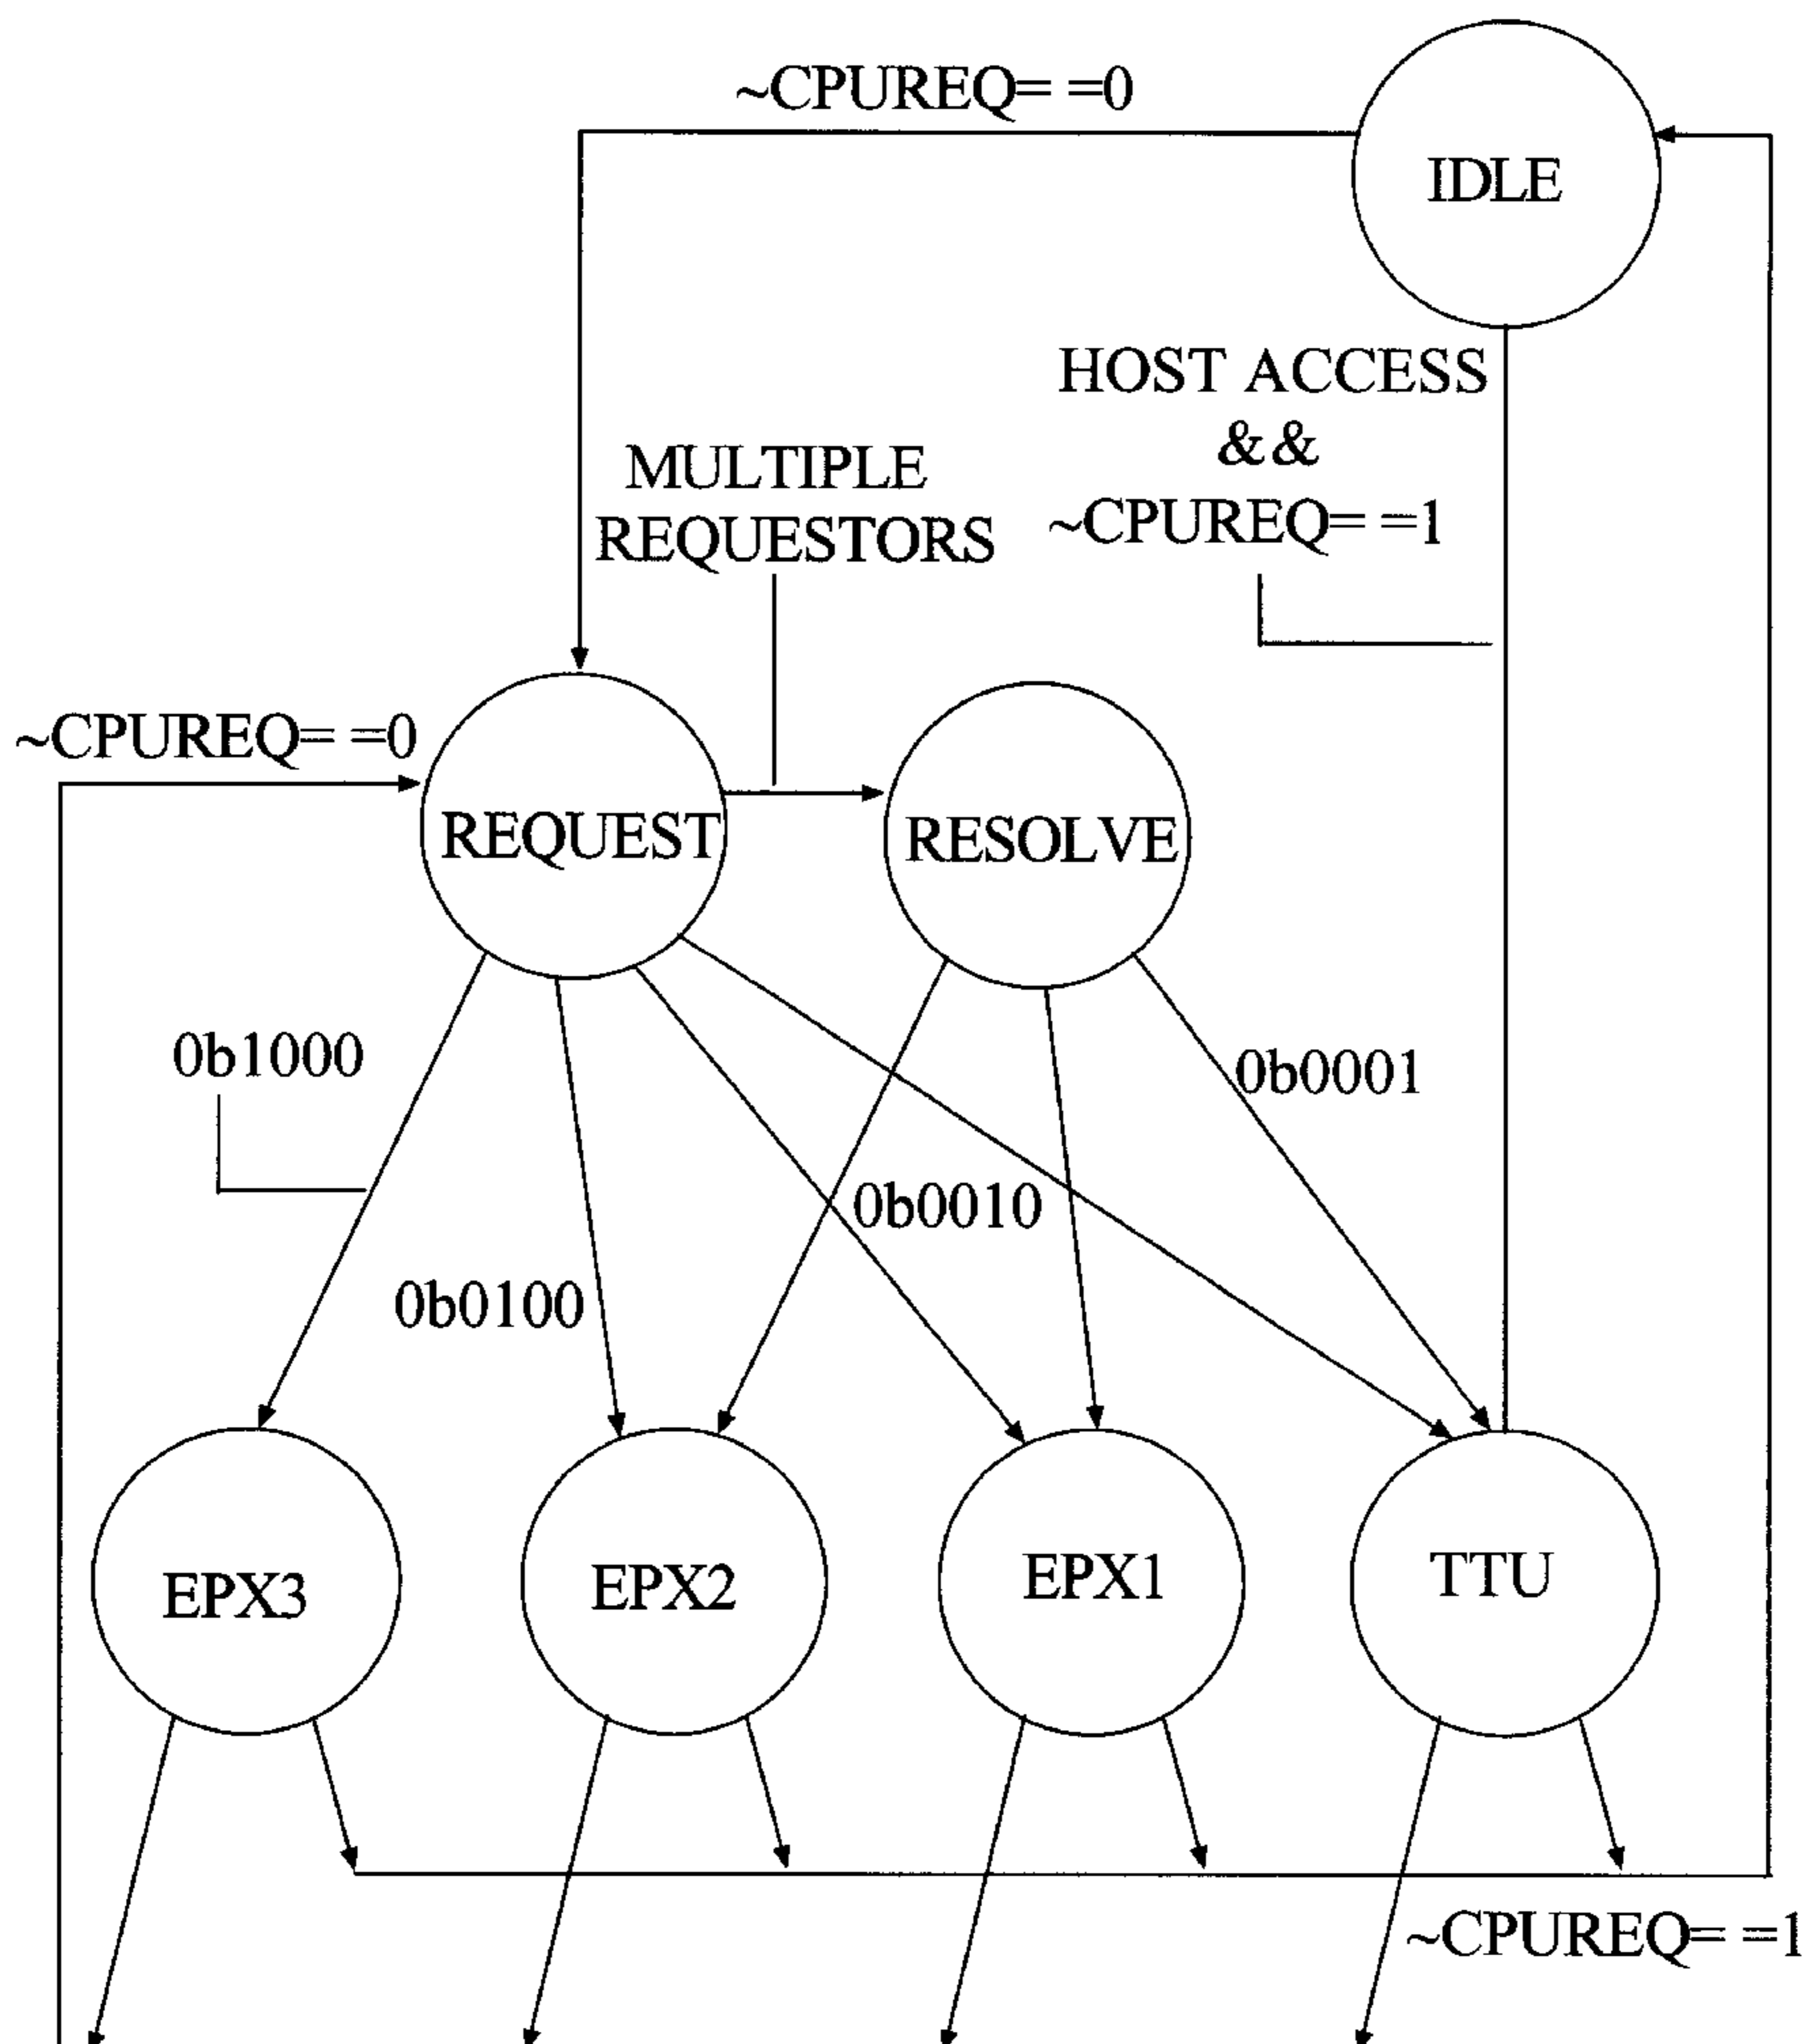 ~CPUREQ= =0
IDLE
HOST ACCESS
&&
~CPUREQ= =1
MULTIPLE
REQUESTORS
~CPUREQ= =0
REQUEST
RESOLVE
0b1000
0b0001
0b0010
0b0100
EPX3
EPX2
EPX1
TTU
~CPUREQ= =1